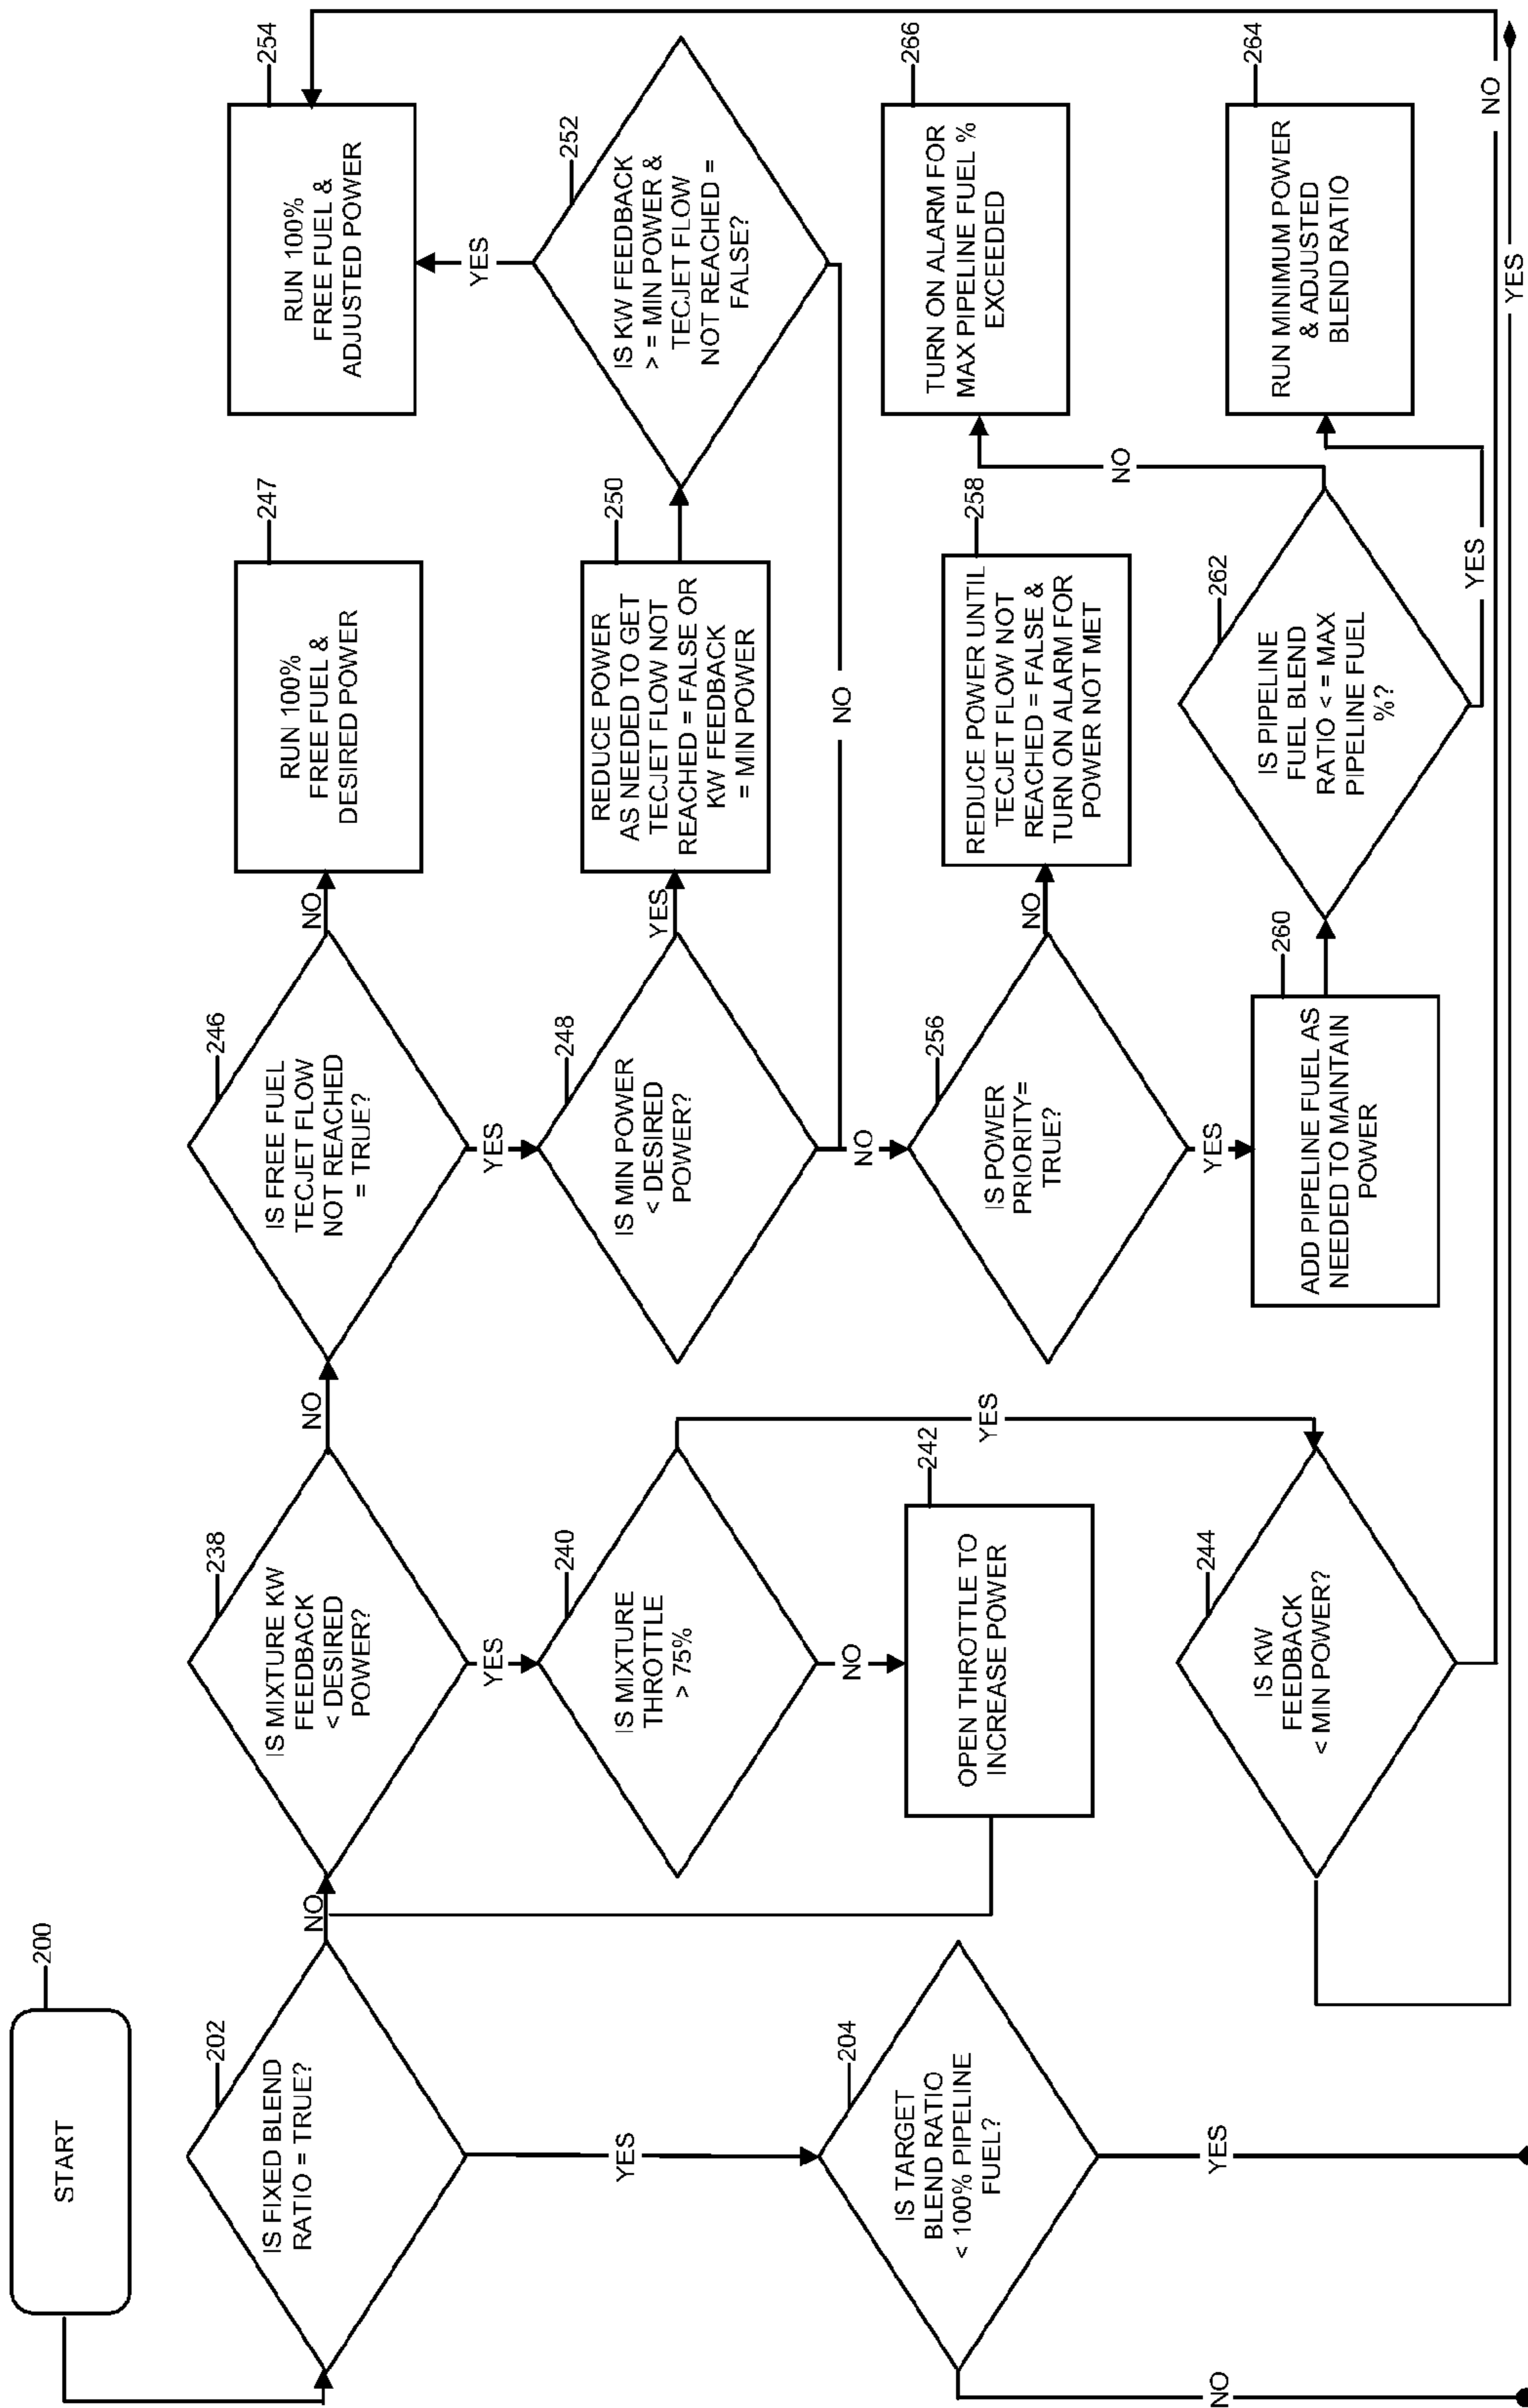 START
200
IS FIXED BLEND
RATIO = TRUE?
202
NO
YES
IS TARGET
BLEND RATIO
< 100% PIPELINE
FUEL?
204
NO
YES
IS MIXTURE KW
FEEDBACK
< DESIRED
POWER?
238
NO
YES
IS MIXTURE
THROTTLE
> 75%
240
NO
YES
OPEN THROTTLE TO
INCREASE POWER
242
IS KW
FEEDBACK
< MIN POWER?
244
NO
YES
IS FREE FUEL
TECJET FLOW
NOT REACHED
= TRUE?
246
NO
YES
RUN 100%
FREE FUEL &
DESIRED POWER
247
IS MIN POWER
< DESIRED
POWER?
248
YES
NO
REDUCE POWER
AS NEEDED TO GET
TECJET FLOW NOT
REACHED = FALSE OR
KW FEEDBACK
= MIN POWER
250
IS KW FEEDBACK
> = MIN POWER &
TECJET FLOW
NOT REACHED =
FALSE?
252
YES
NO
RUN 100%
FREE FUEL &
ADJUSTED POWER
254
IS POWER
PRIORITY=
TRUE?
256
NO
YES
REDUCE POWER UNTIL
TECJET FLOW NOT
REACHED = FALSE &
TURN ON ALARM FOR
POWER NOT MET
258
ADD PIPELINE FUEL AS
NEEDED TO MAINTAIN
POWER
260
IS PIPELINE
FUEL BLEND
RATIO < = MAX
PIPELINE FUEL
%?
262
NO
YES
TURN ON ALARM FOR
MAX PIPELINE FUEL %
EXCEEDED
266
RUN MINIMUM POWER
& ADJUSTED
BLEND RATIO
264